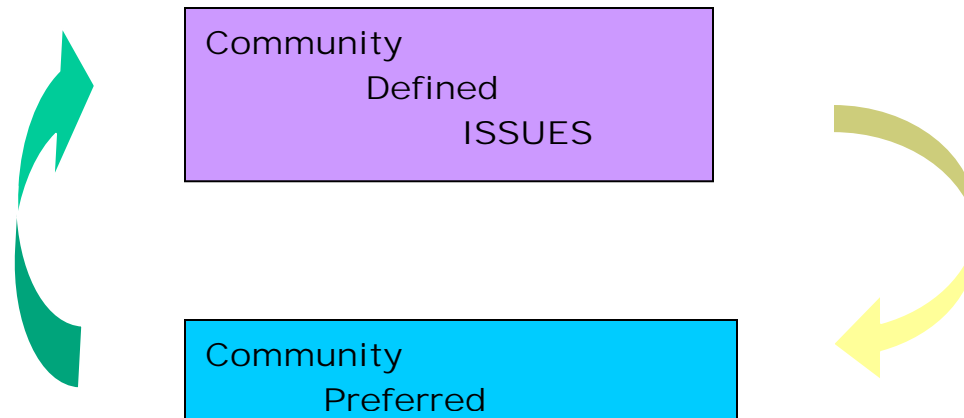 Community
Defined
ISSUES
Community
Preferred